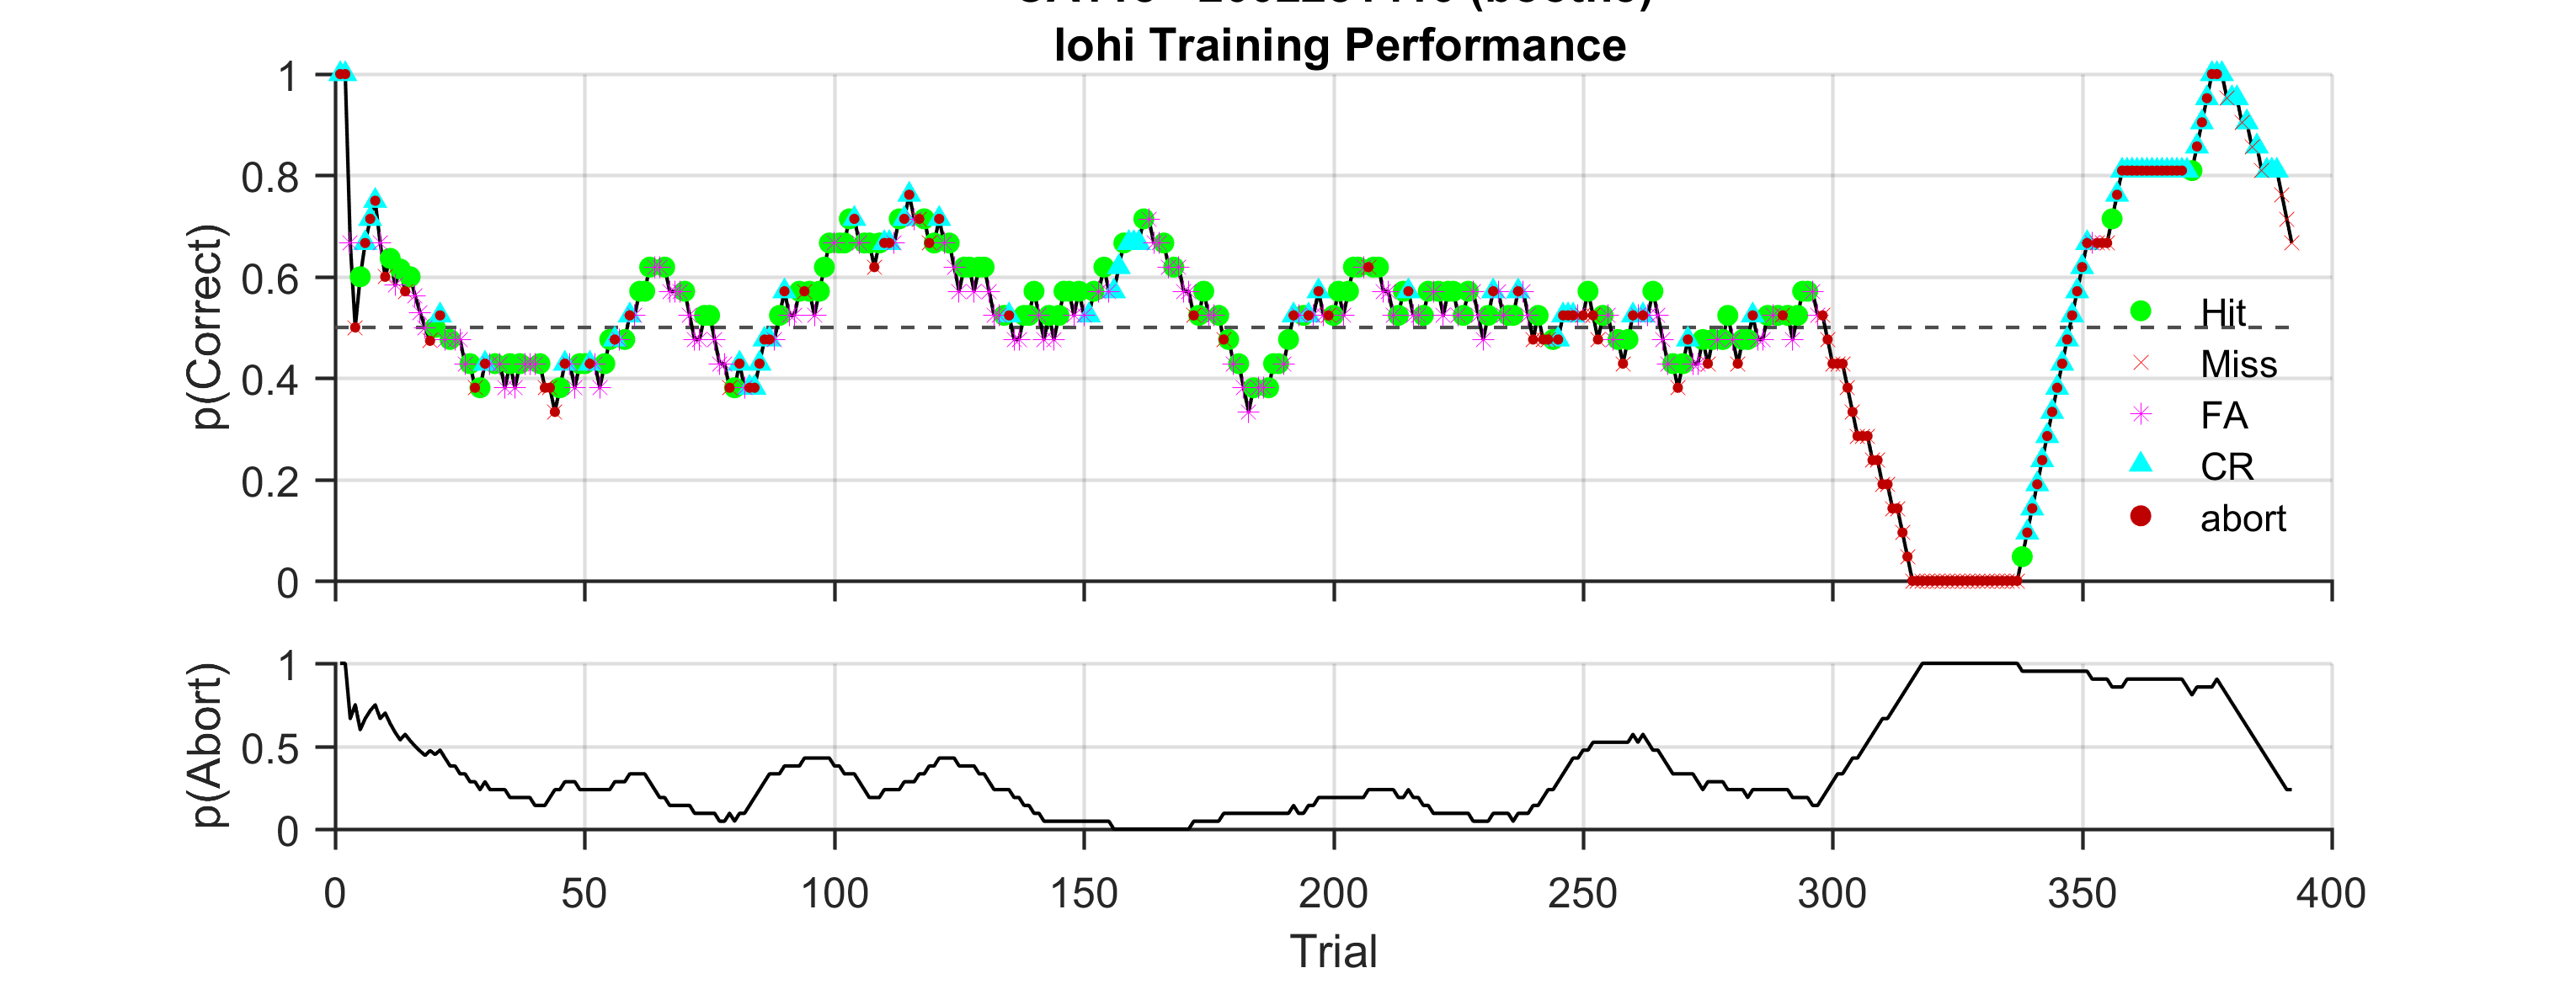 lohi Training Performance
1
0.8
0.6
0.4
0.2
0
p(Correct)
Hit
Miss
FA
CR
abort
1
0.5
0
p(Abort)
0 50 100 150 200 250 300 350 400
Trial